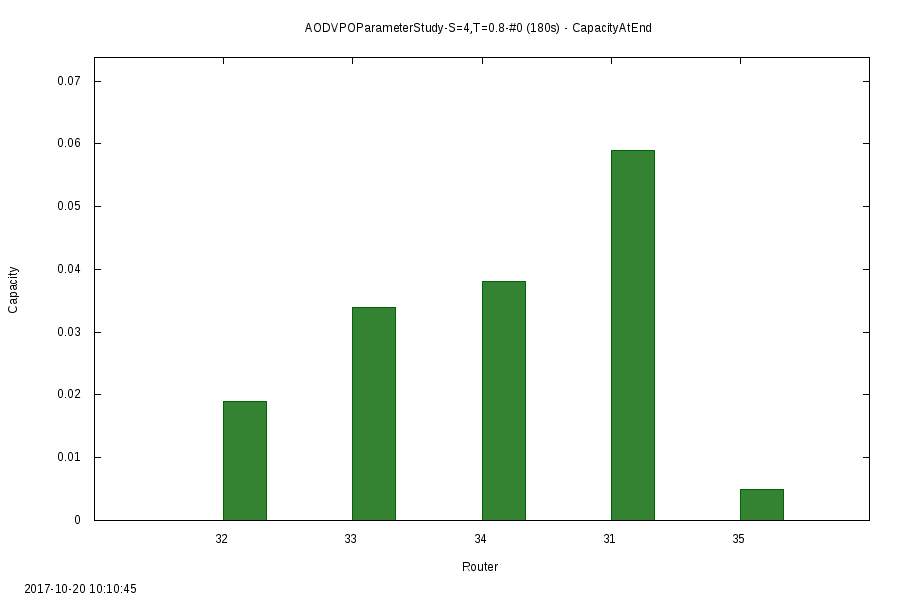 AODVPOParameterStudy-S=4,T=0.8-#0 (180s) - CapacityAtEnd
0.07
0.06
0.05
0.04
0.03
0.02
0.01
0
Capacity
32 33 34 31 35
Router
2017-10-20 10:10:45